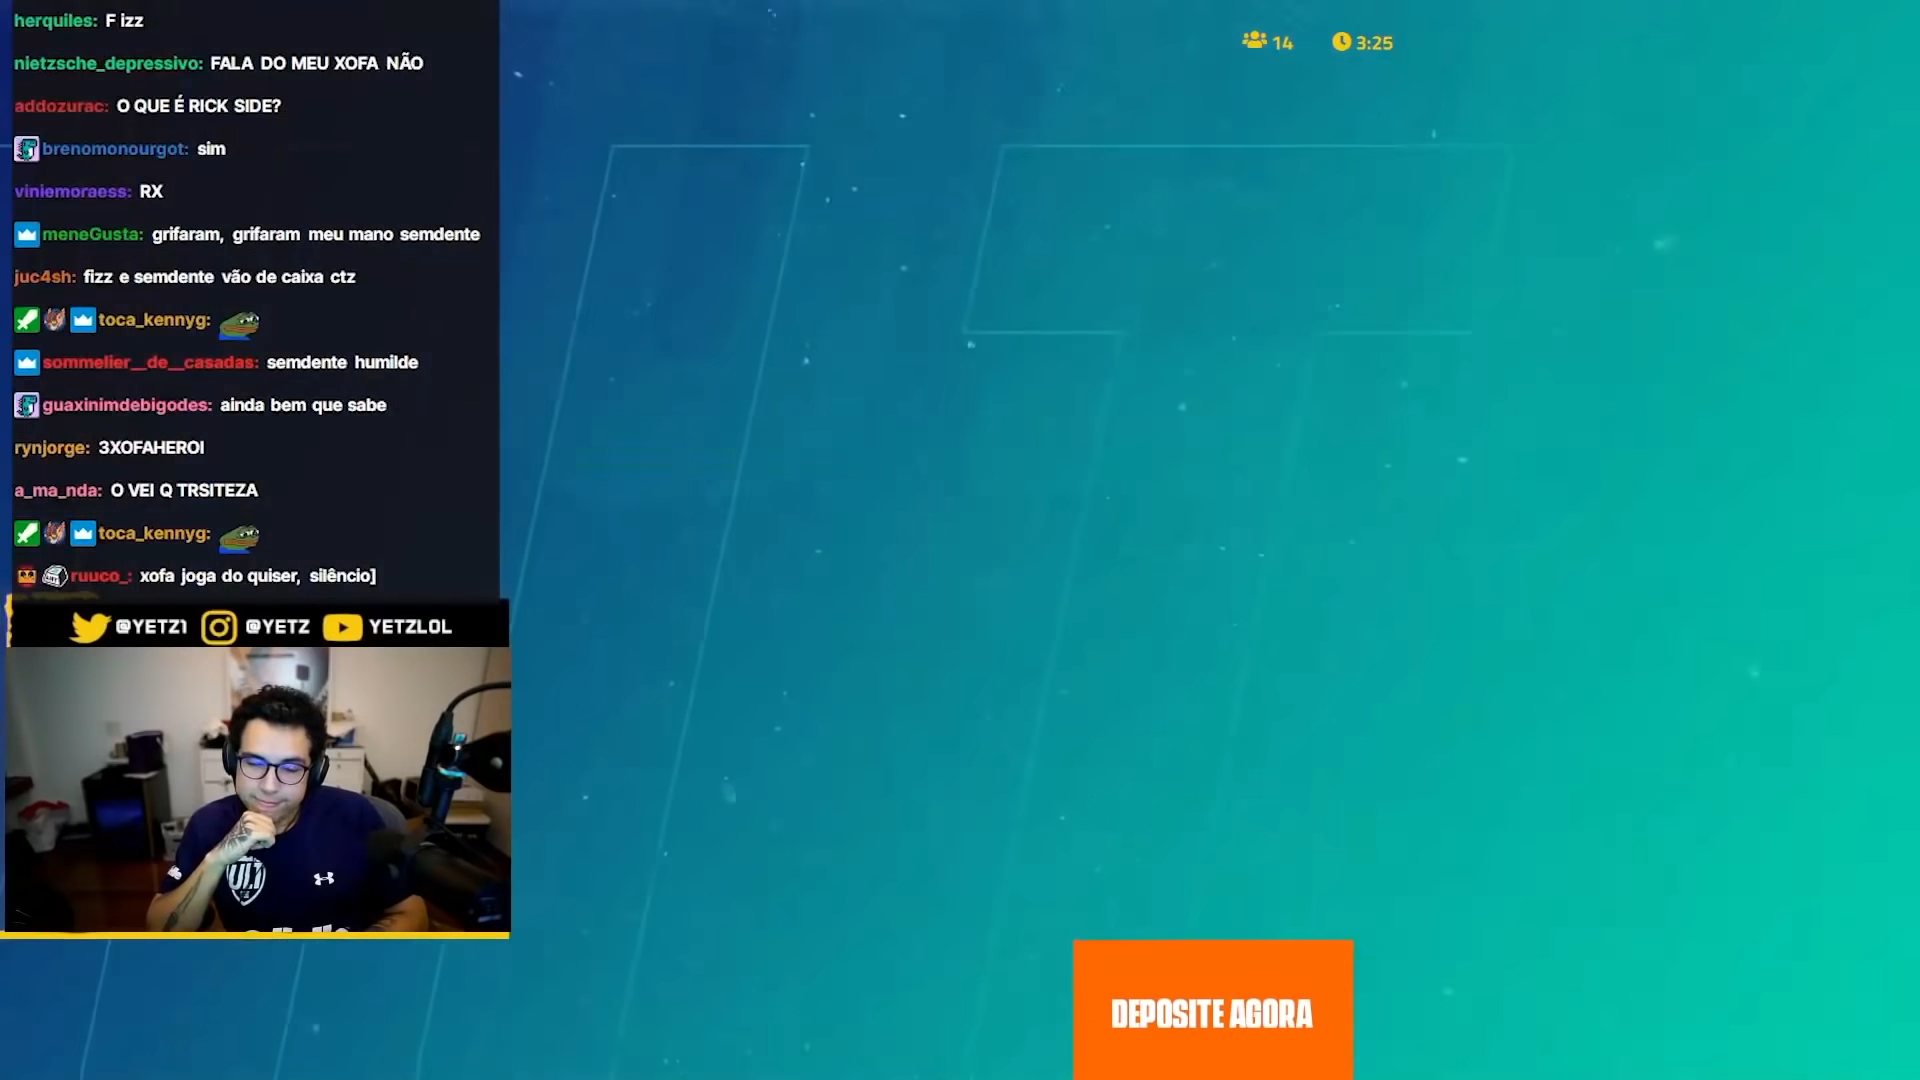 herquiles: F izz
nietzsche_depressivo: FALA DO MEU XOFA NÃO
addozurac: O QUE É RICK SIDE?
brenomonourgot: sim
viniemoraess: RX
meneGusta: grifaram, grifaram meu mano semdente
juc4sh: fizz e semdente vão de caixa ctz
toca_kennyg:
sommelier__de__casadas: semdente humilde
guaxinimdebigodes: ainda bem que sabe
rynjorge: 3XOFAHEROI
a_ma_nda: O VEI Q TRSITEZA
toca_kennyg:
ruuco_: xofa joga do quiser, silêncio]
@YETZ1 @YETZ YETZLOL
14 3:25
ULT
DEPOSITE AGORA